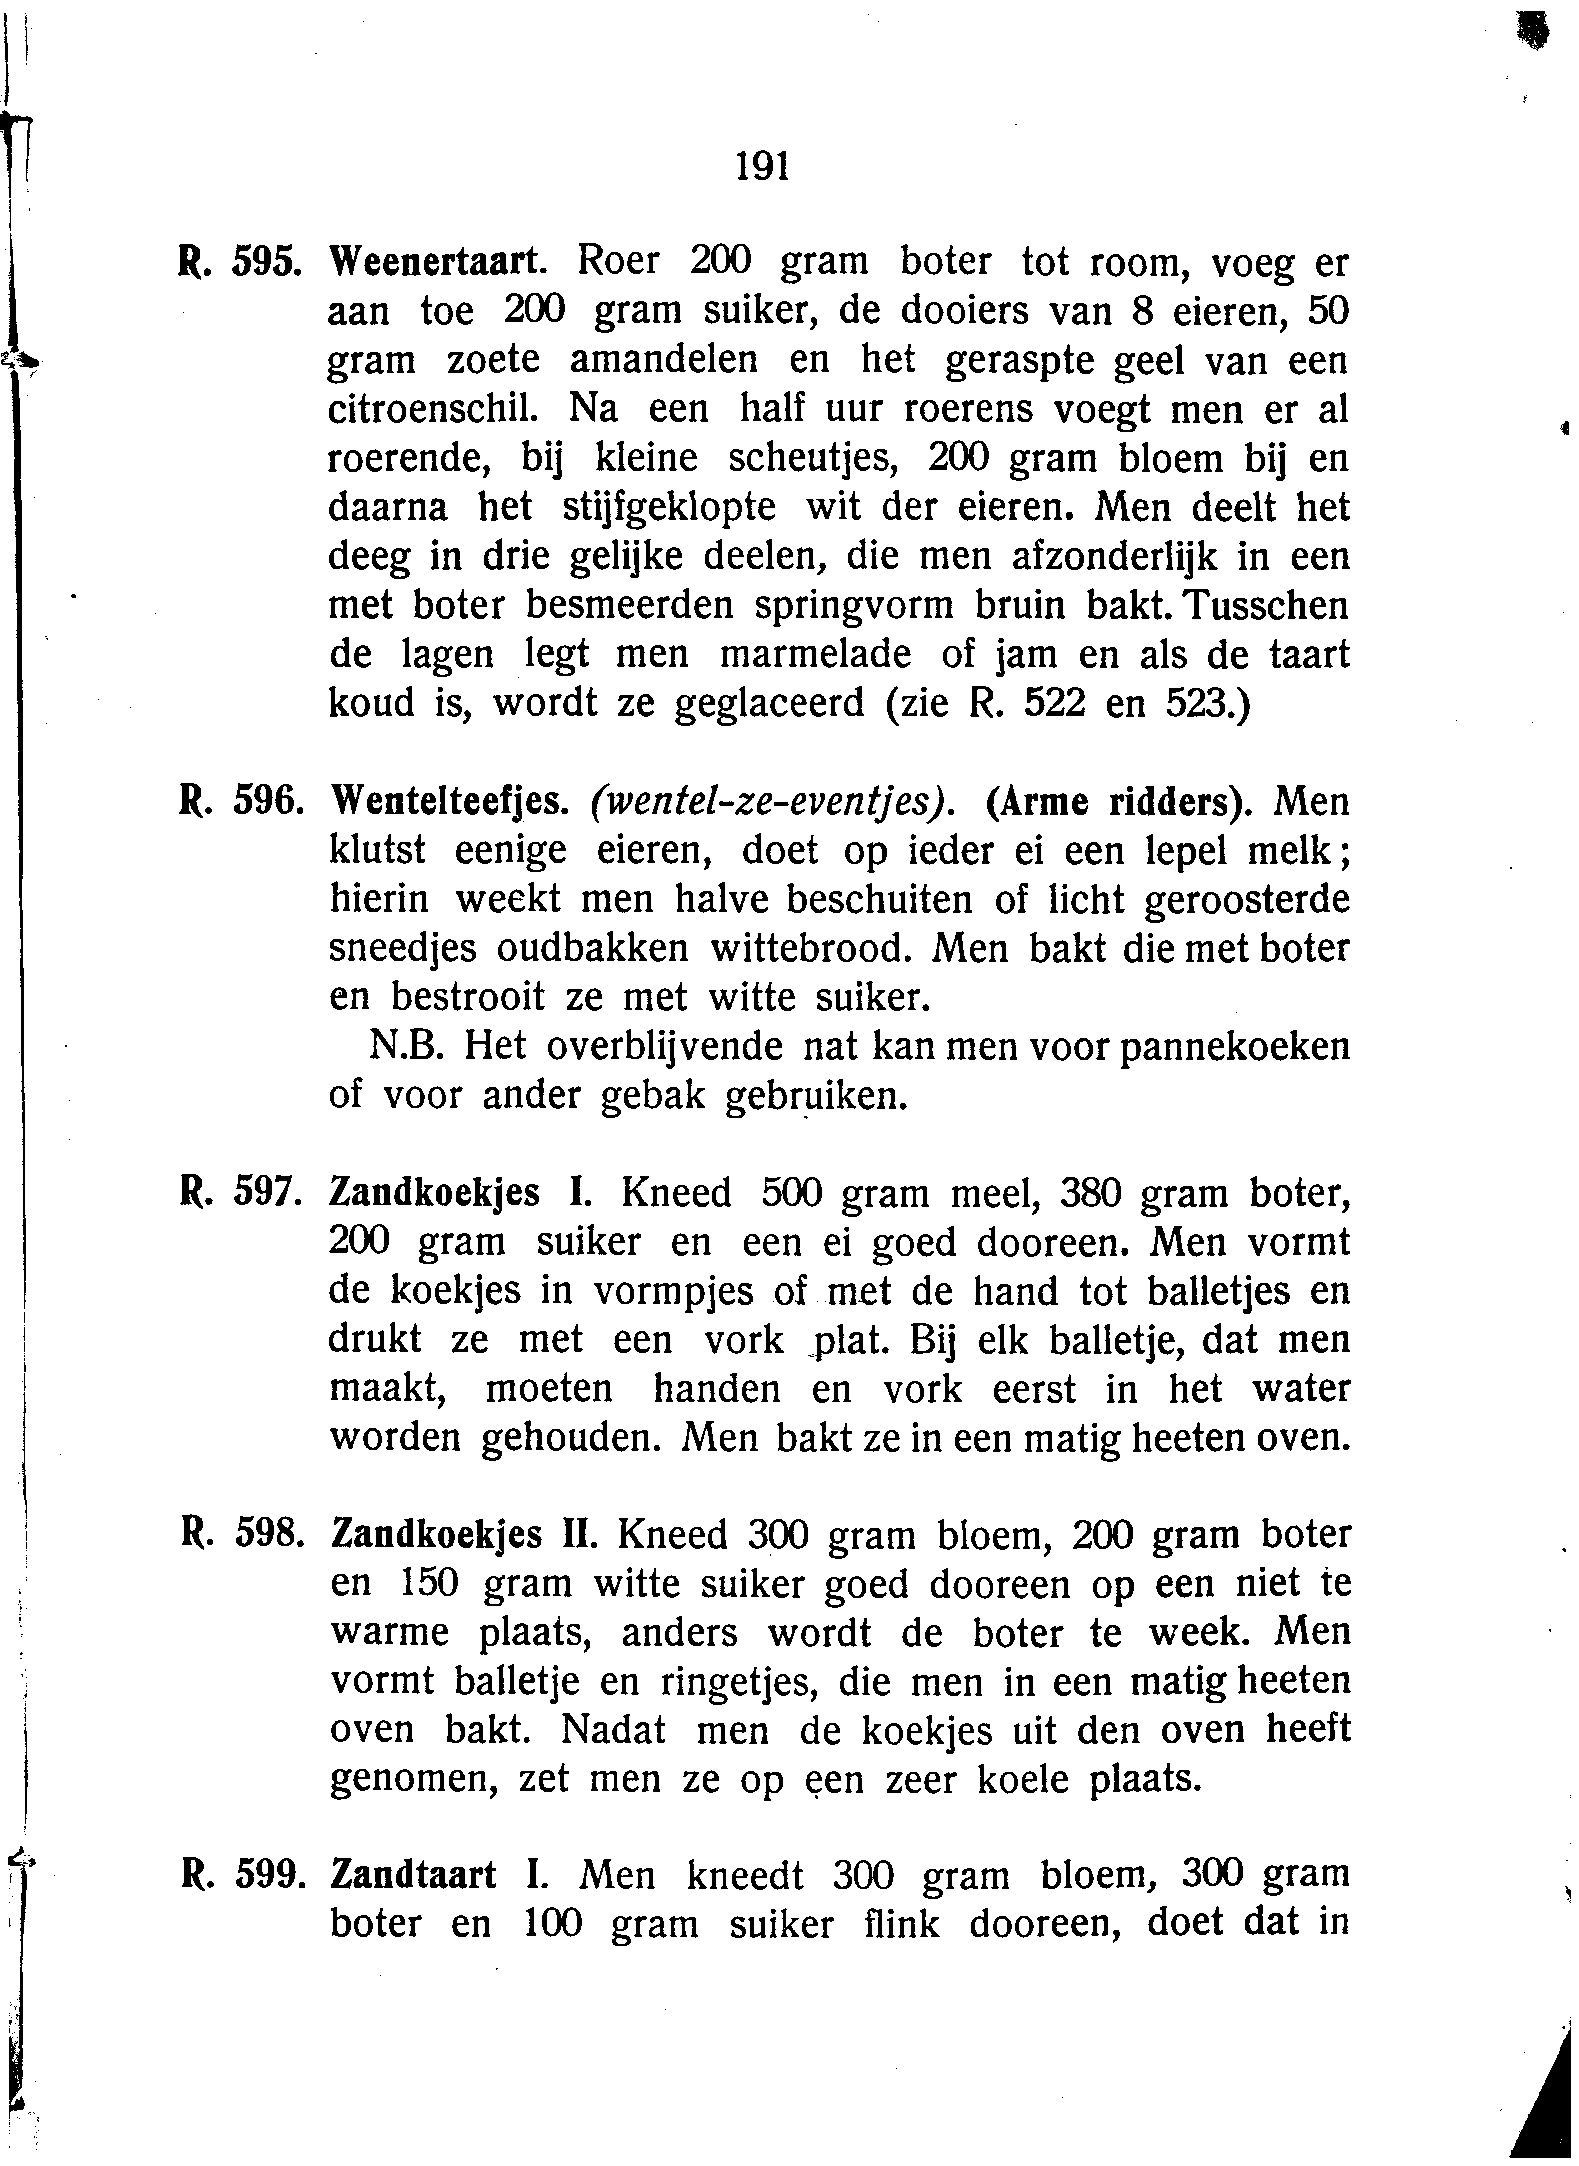 191
R. 595. Weenertaart. Roer 200 gram boter tot room, voeg er
aan toe 200 gram suiker, de dooiers van 8 eieren, 50
gram zoete amandelen en het geraspte geel van een
citroenschil. Na een half uur roerens voegt men er al
roerende, bij kleine scheutjes, 200 gram bloem bij en
daarna het stijfgeklopte wit der eieren. Men deelt het
deeg in drie gelijke deelen, die men afzonderlijk in een
met boter besmeerden springvorm bruin bakt. Tusschen
de lagen legt men marmelade of jam en als de taart
koud is, wordt ze geglaceerd (zie R. 522 en 523.)
R. 596. Wentelteefjes. (wentel-ze-eventjes). (Arme ridders). Men
klutst eenige eieren, doet op ieder ei een lepel melk;
hierin weekt men halve beschuiten of licht geroosterde
sneedjes oudbakken wittebrood. Men bakt die met boter
en bestrooit ze met witte suiker.
N.B. Het overblijvende nat kan men voor pannekoeken
of voor ander gebak gebruiken.
R. 597. Zandkoekjes I. Kneed 500 gram meel, 380 gram boter,
200 gram suiker en een ei goed dooreen. Men vormt
de koekjes in vormpjes of met de hand tot balletjes en
drukt ze met een vork plat. Bij elk balletje, dat men
maakt, moeten handen en vork eerst in het water
worden gehouden. Men bakt ze in een matig heeten oven.
R. 598. Zandkoekjes II. Kneed 300 gram bloem, 200 gram boter
en 150 gram witte suiker goed dooreen op een niet te
warme plaats, anders wordt de boter te week. Men
vormt balletje en ringetjes, die men in een matig heeten
oven bakt. Nadat men de koekjes uit den oven heeft
genomen, zet men ze op een zeer koele plaats.
R. 599. Zandtaart I. Men kneedt 300 gram bloem, 300 gram
boter en 100 gram suiker flink dooreen, doet dat in